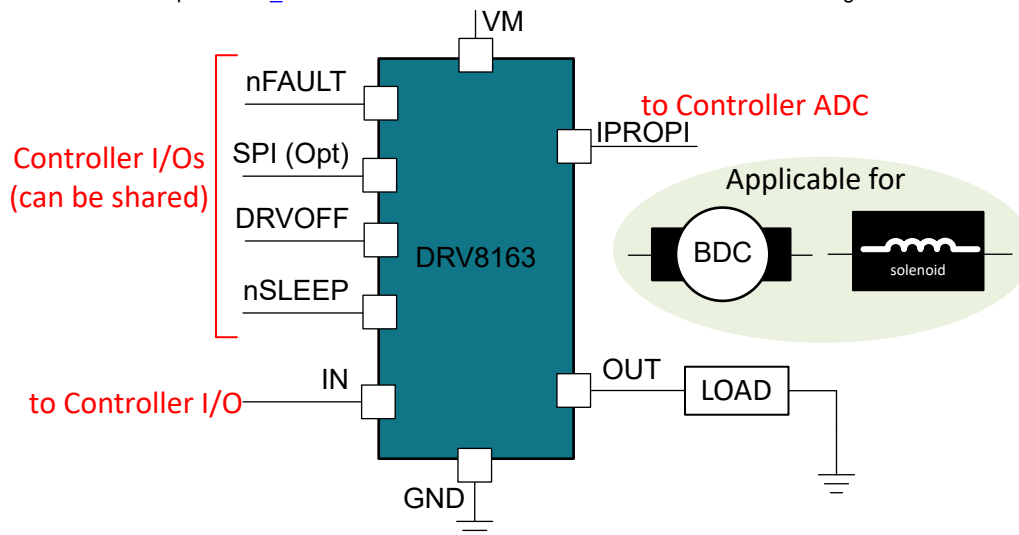 VM
nFAULT
to Controller ADC
IPROPI
Controller I/Os
(can be shared)
SPI (Opt)
Applicable for
DRVOFF
DRV8163
BDC
solenoid
nSLEEP
IN
OUT
LOAD
to Controller I/O
GND